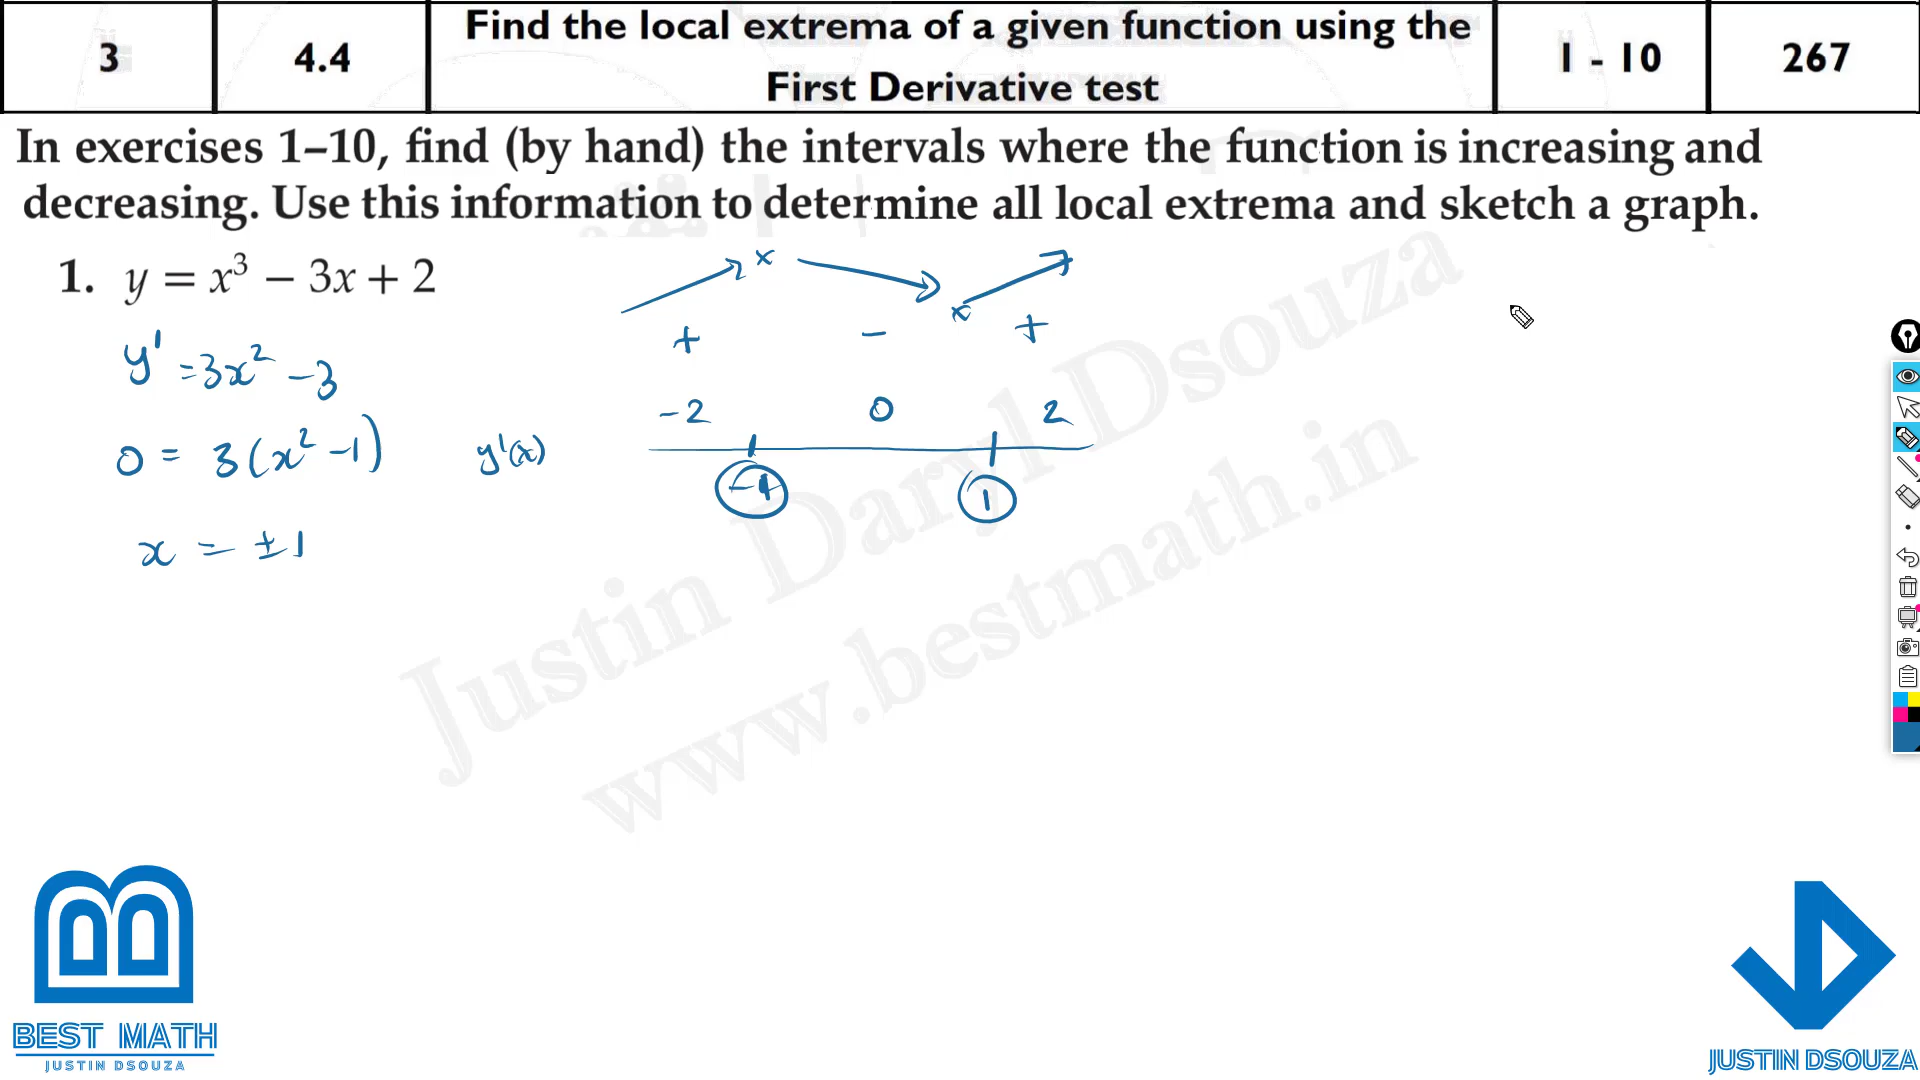 3
4.4
Find the local extrema of a given function using the
First Derivative test
1 - 10
267
In exercises 1–10, find (by hand) the intervals where the function is increasing and
decreasing. Use this information to determine all local extrema and sketch a graph.
1. y = x³ − 3x + 2
x
x
+ − +
y' = 3x² − 3
−2 0 2
0 = 3(x² − 1)
y'(x)
−1 1
x = ±1
Justin Daryl Dsouza
www.bestmath.in
BEST MATH
JUSTIN DSOUZA
JUSTIN DSOUZA